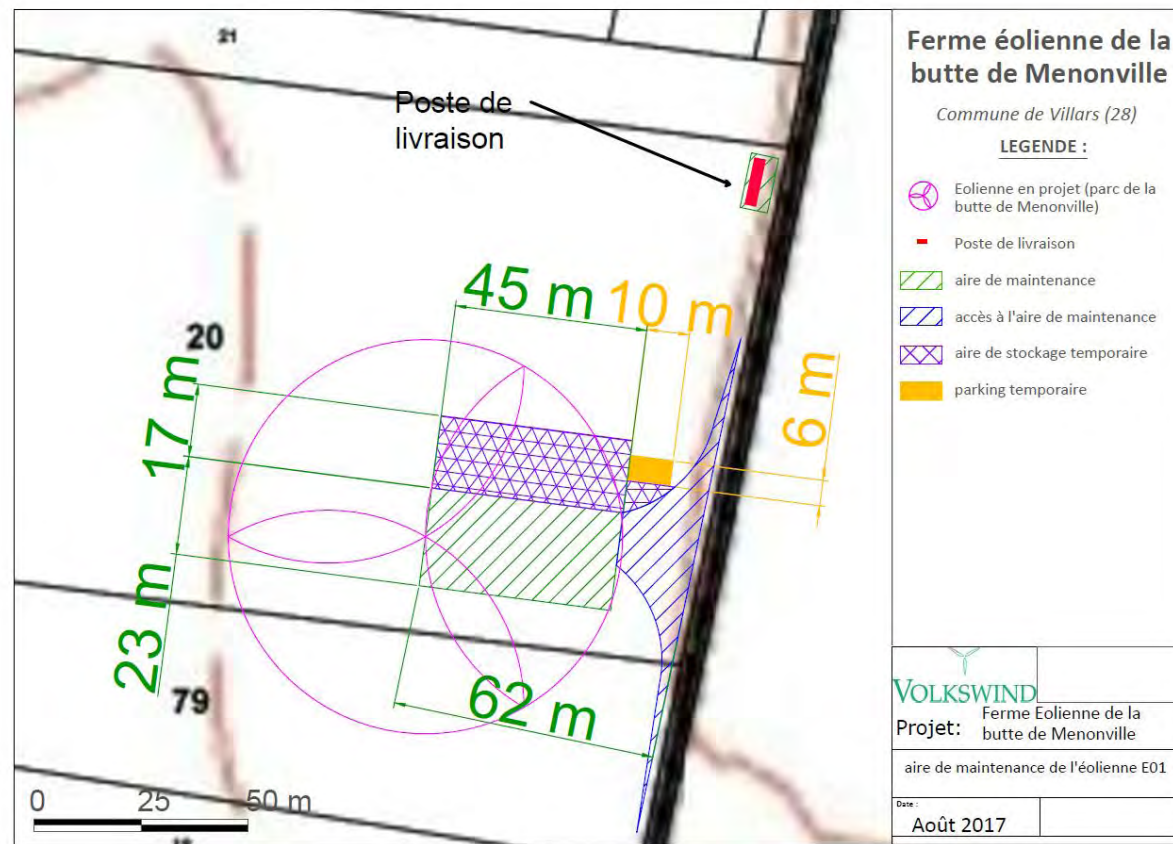 21
Poste de
livraison
45 m
10 m
20
17 m
6 m
23 m
62 m
79
0 25 50 m
Ferme éolienne de la
butte de Menonville
Commune de Villars (28)
LEGENDE :
Eolienne en projet (parc de la
butte de Menonville)
Poste de livraison
aire de maintenance
accès à l'aire de maintenance
aire de stockage temporaire
parking temporaire
VOLKSWIND
Projet: Ferme Eolienne de la
butte de Menonville
aire de maintenance de l'éolienne E01
Date :
Août 2017